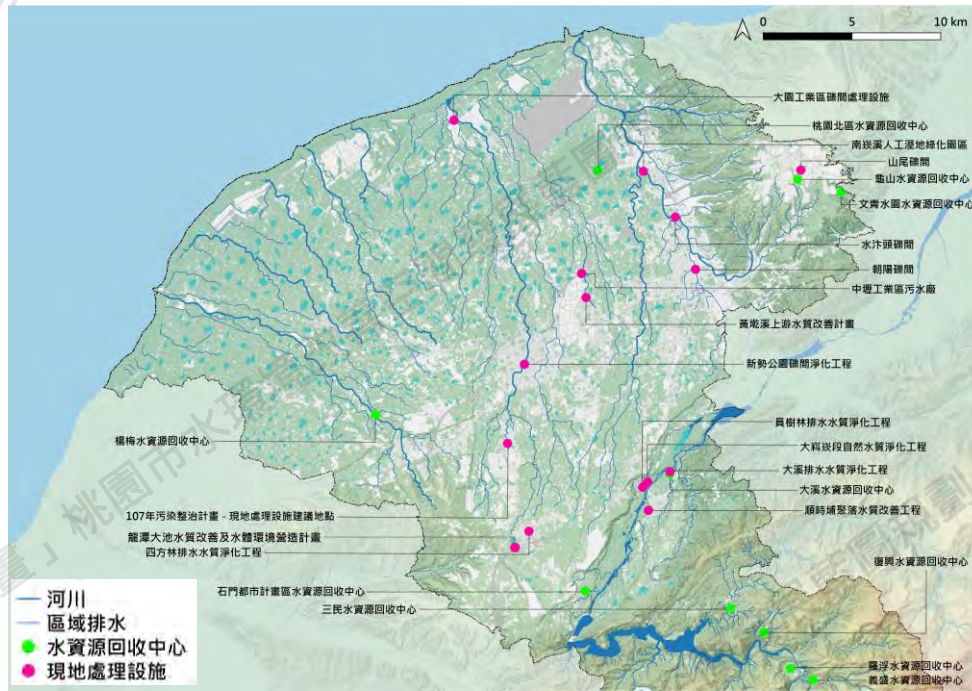 0 5 10 km
大園工業區礫間處理設施
桃園北區水資源回收中心
南崁溪人工溼地綠化園區
山尾礫間
龜山水資源回收中心
文青水園水資源回收中心
水汴頭礫間
朝陽礫間
中壢工業區污水廠
黃墘溪上游水質改善計畫
新勢公園礫間淨化工程
員樹林排水水質淨化工程
楊梅水資源回收中心
大嵙崁段自然水質淨化工程
大溪排水水質淨化工程
大溪水資源回收中心
107年污染整治計畫 - 現地處理設施建議地點
順時埔聚落水質改善工程
龍潭大池水質改善及水體環境營造計畫
四方林排水水質淨化工程
復興水資源回收中心
石門都市計畫區水資源回收中心
三民水資源回收中心
河川
區域排水
水資源回收中心
現地處理設施
羅浮水資源回收中心
義盛水資源回收中心
畫」桃園市水環